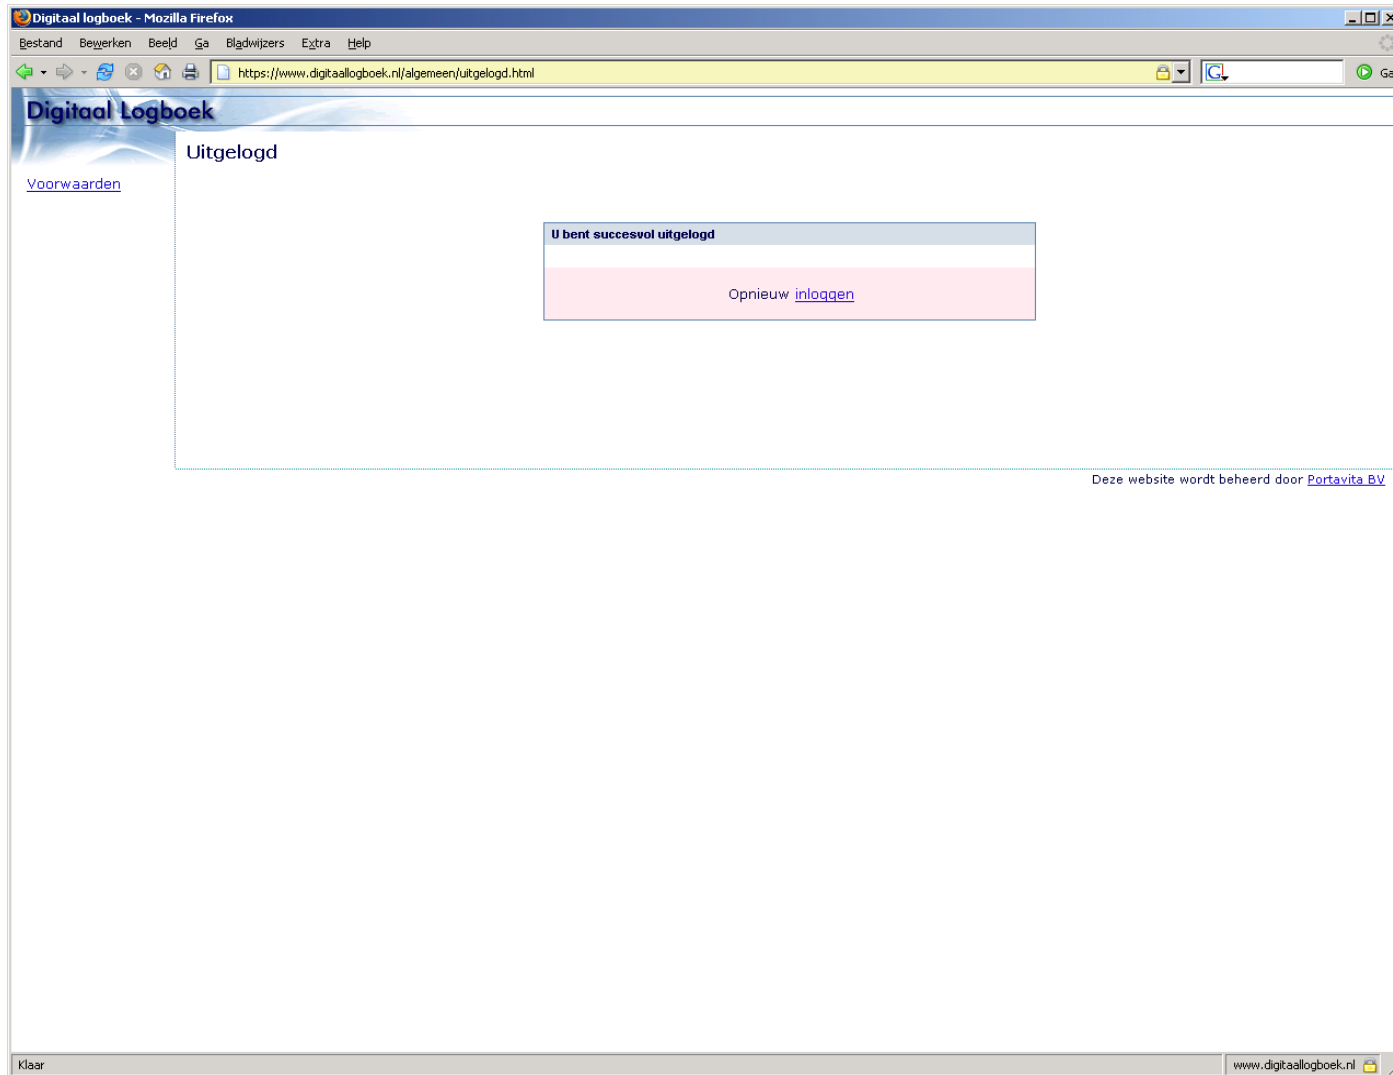 Digitaal logboek - Mozilla Firefox
Bestand Bewerken Beeld Ga Bladwijzers Extra Help
https://www.digitaallogboek.nl/algemeen/uitgelogd.html G Ga
Digitaal Logboek
Uitgelogd
Voorwaarden
U bent succesvol uitgelogd
Opnieuw inloggen
Deze website wordt beheerd door Portavita BV
Klaar www.digitaallogboek.nl